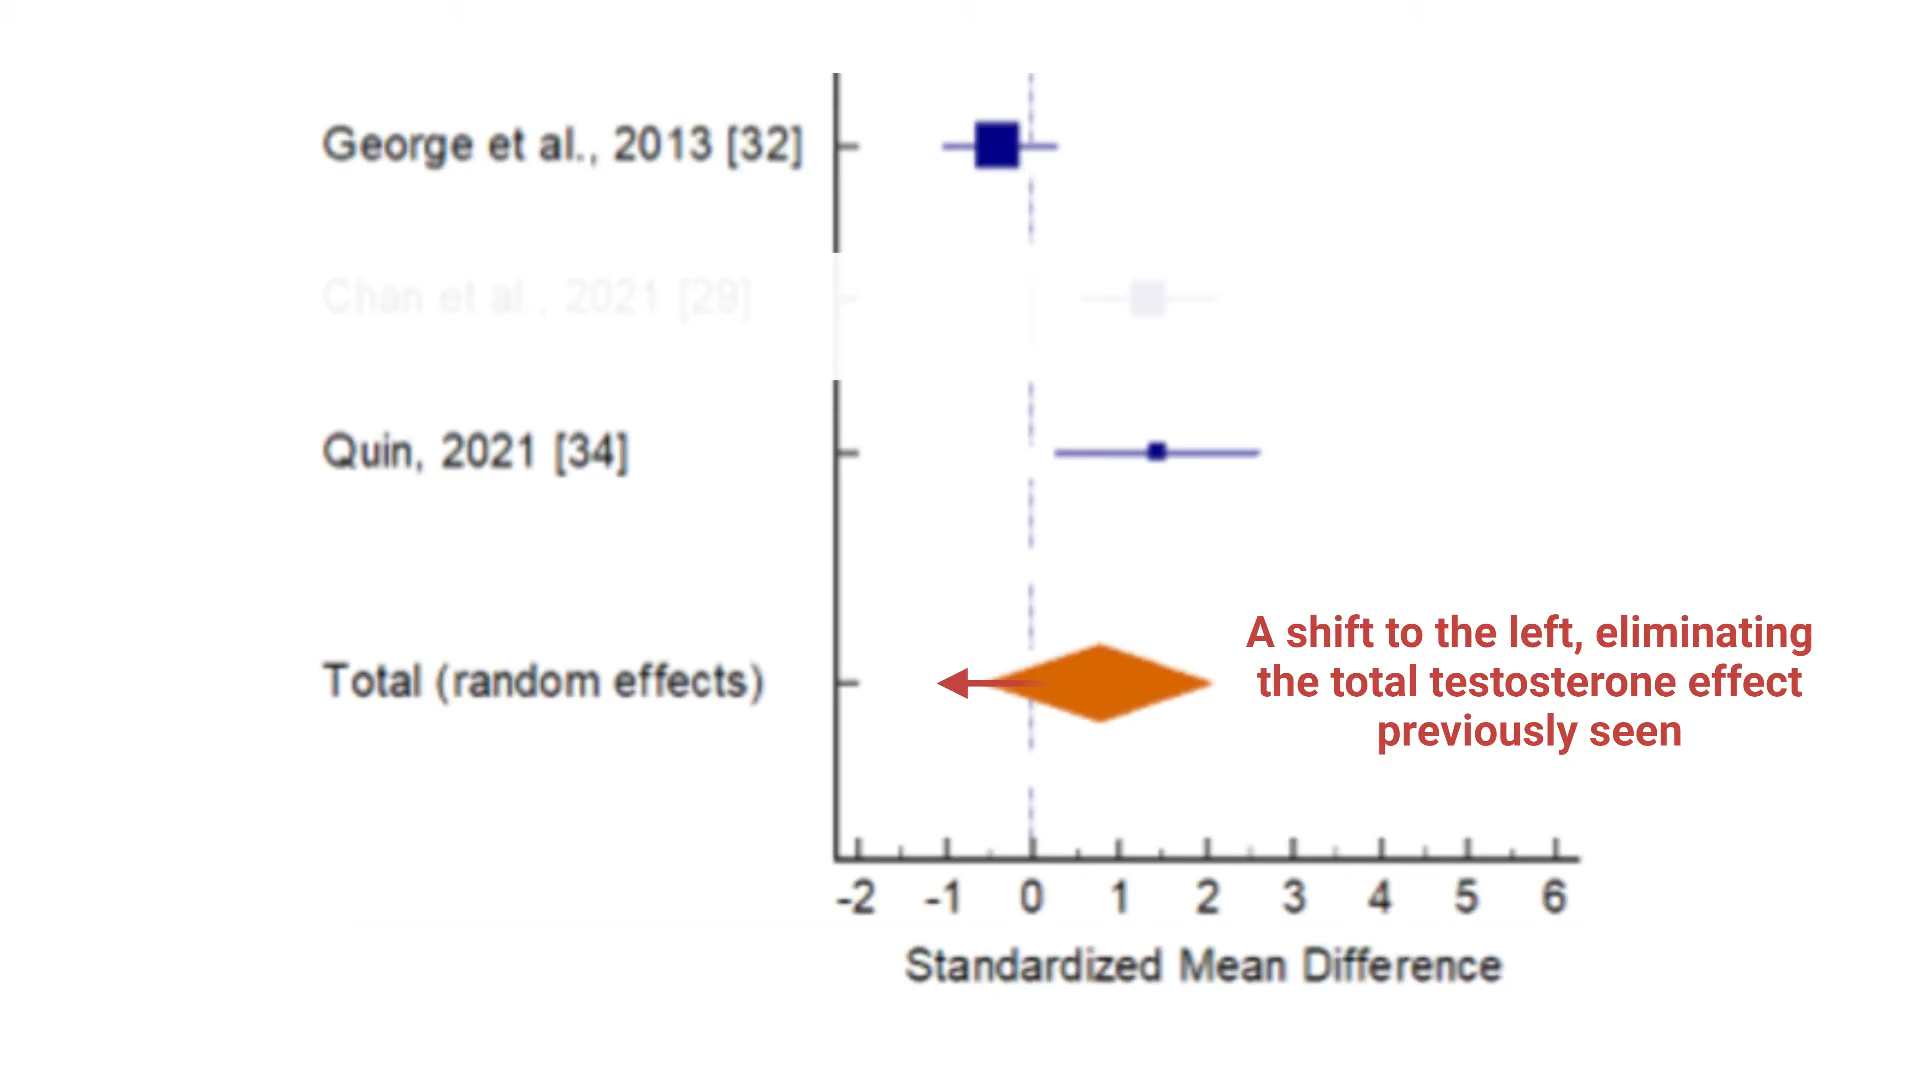 George et al., 2013 [32]
Chan et al., 2021 [29]
Quin, 2021 [34]
Total (random effects)
A shift to the left, eliminating
the total testosterone effect
previously seen
-2 -1 0 1 2 3 4 5 6
Standardized Mean Difference